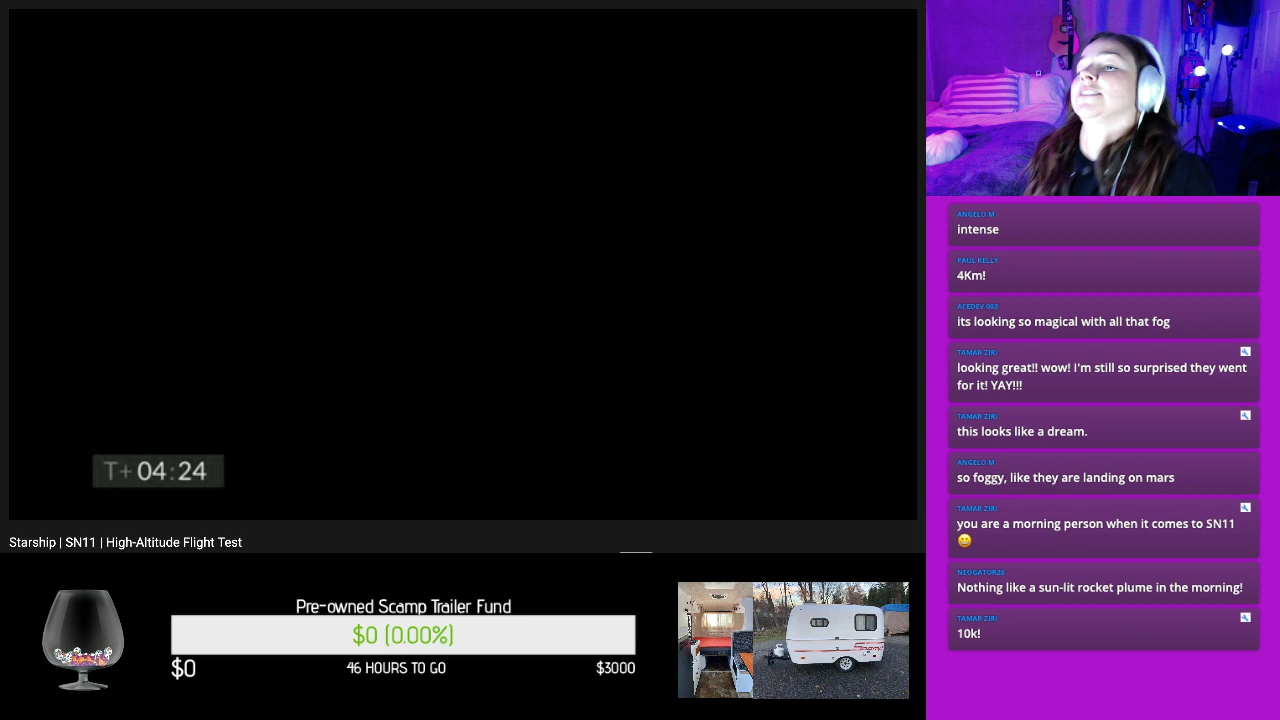 T+ 04:24
Starship | SN11 | High-Altitude Flight Test
Pre-owned Scamp Trailer Fund
$0 (0.00%)
$0
46 HOURS TO GO
$3000
Scamp
ANGELO M
intense
PAUL KELLY
4Km!
ACEDEV 003
its looking so magical with all that fog
TAMAR ZIRI
looking great!! wow! I'm still so surprised they went
for it! YAY!!!
TAMAR ZIRI
this looks like a dream.
ANGELO M
so foggy, like they are landing on mars
TAMAR ZIRI
you are a morning person when it comes to SN11
😀
NEOGATOR26
Nothing like a sun-lit rocket plume in the morning!
TAMAR ZIRI
10k!